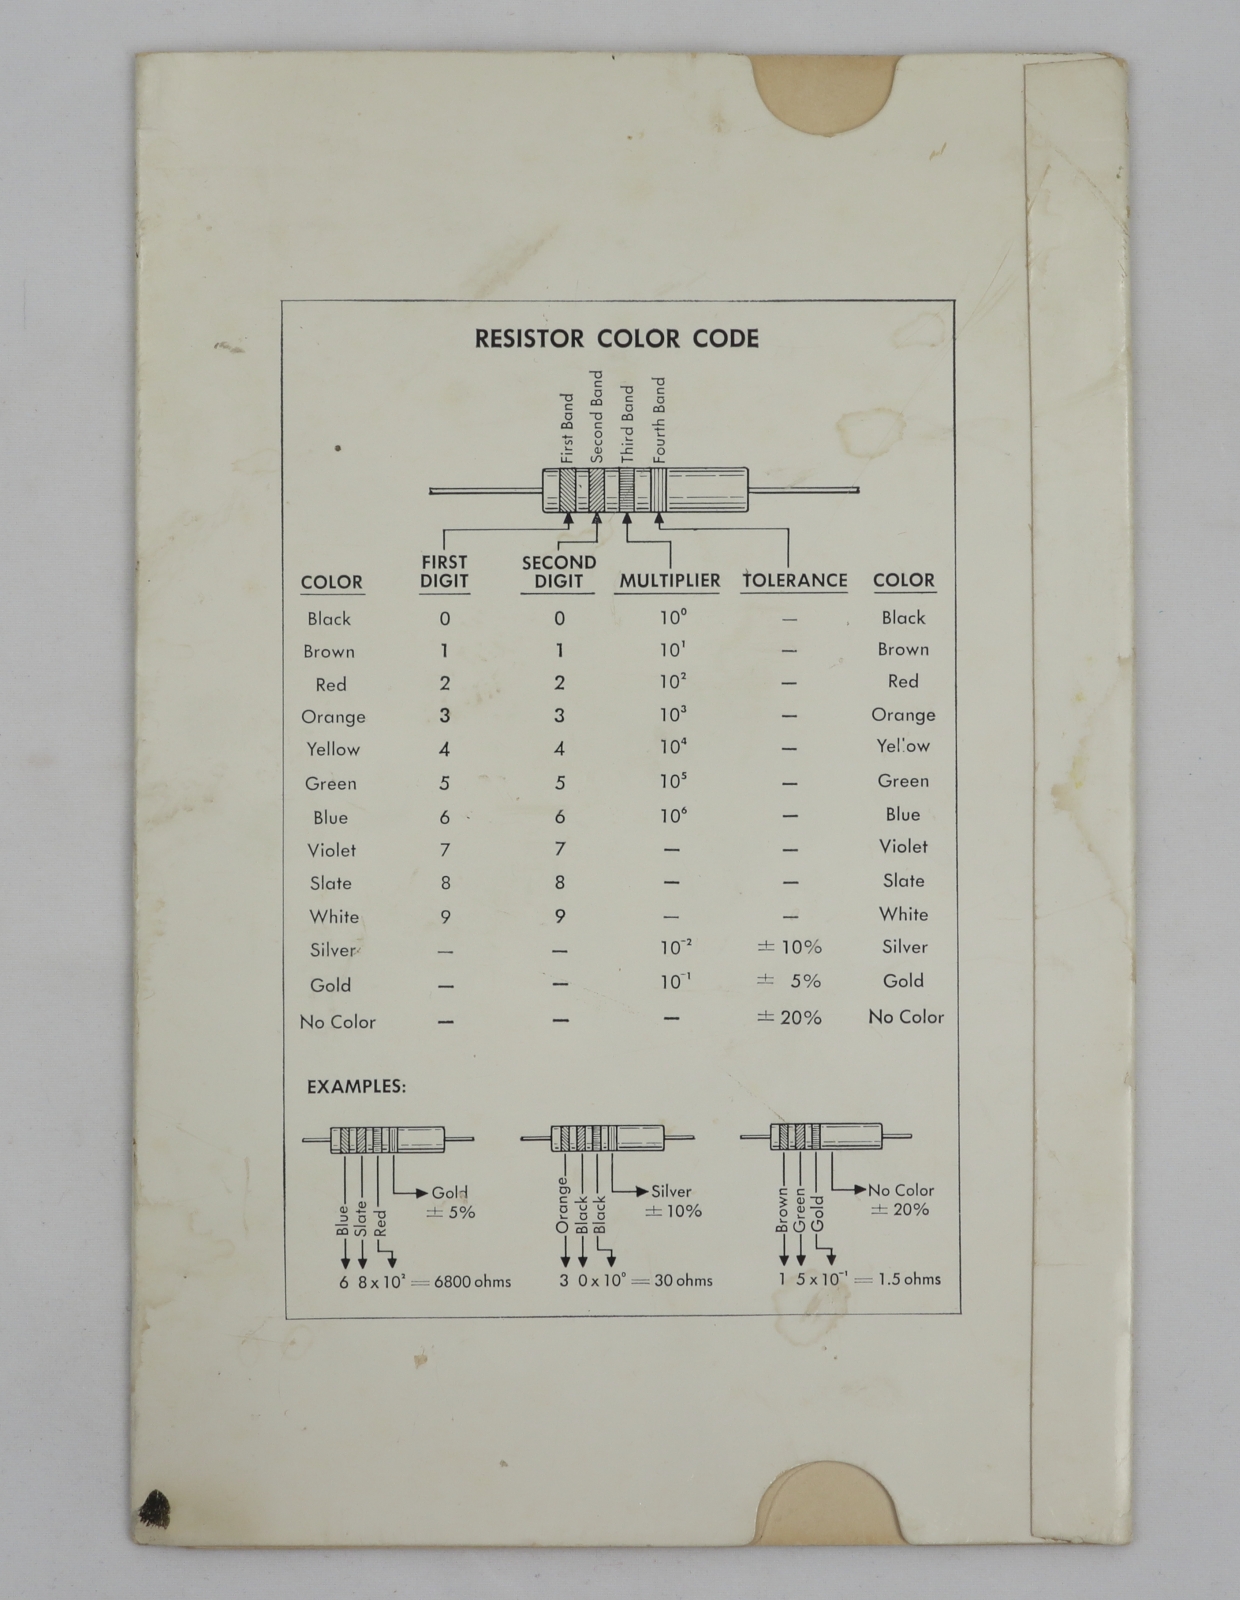 RESISTOR COLOR CODE
First Band Second Band Third Band Fourth Band
COLOR FIRST DIGIT SECOND DIGIT MULTIPLIER TOLERANCE COLOR
Black 0 0 10⁰ — Black
Brown 1 1 10¹ — Brown
Red 2 2 10² — Red
Orange 3 3 10³ — Orange
Yellow 4 4 10⁴ — Yellow
Green 5 5 10⁵ — Green
Blue 6 6 10⁶ — Blue
Violet 7 7 — — Violet
Slate 8 8 — — Slate
White 9 9 — — White
Silver — — 10⁻² ± 10% Silver
Gold — — 10⁻¹ ± 5% Gold
No Color — — — ± 20% No Color
EXAMPLES:
Blue Slate Red Gold ± 5%
6 8 x 10² = 6800 ohms
Orange Black Black Silver ± 10%
3 0 x 10⁰ = 30 ohms
Brown Green Gold No Color ± 20%
1 5 x 10⁻¹ = 1.5 ohms